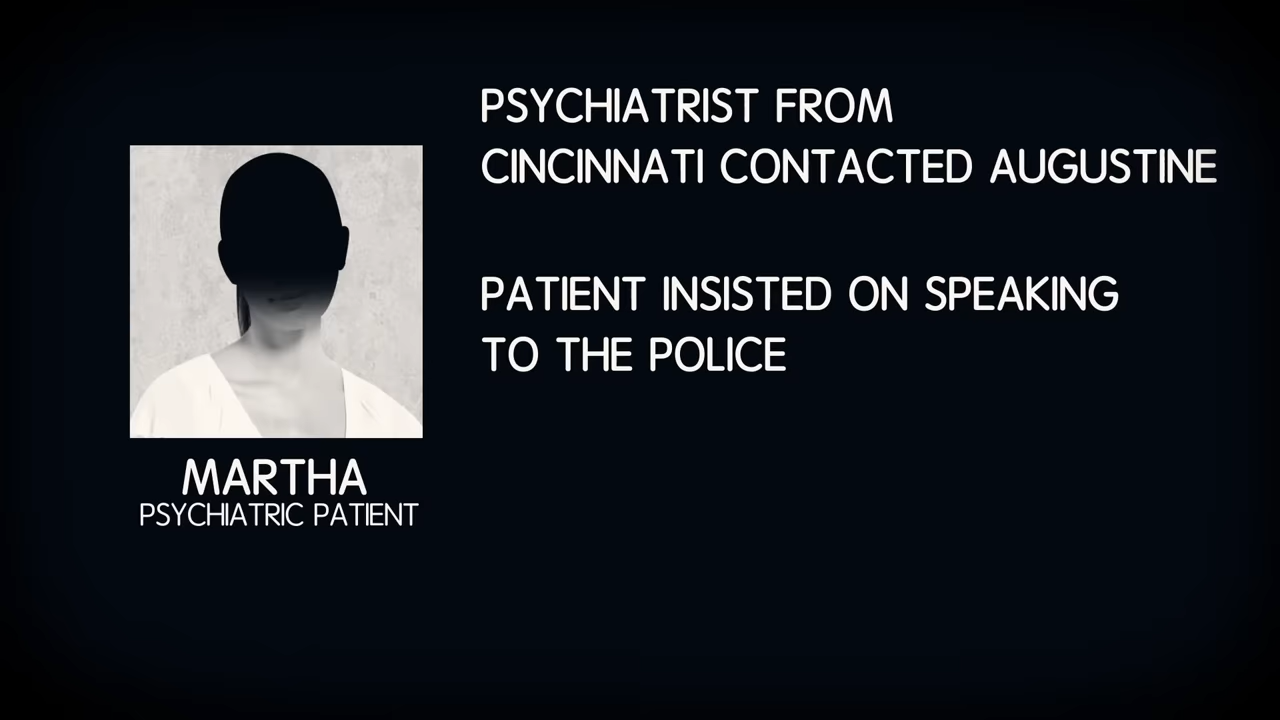 PSYCHIATRIST FROM
CINCINNATI CONTACTED AUGUSTINE
PATIENT INSISTED ON SPEAKING
TO THE POLICE
MARTHA
PSYCHIATRIC PATIENT